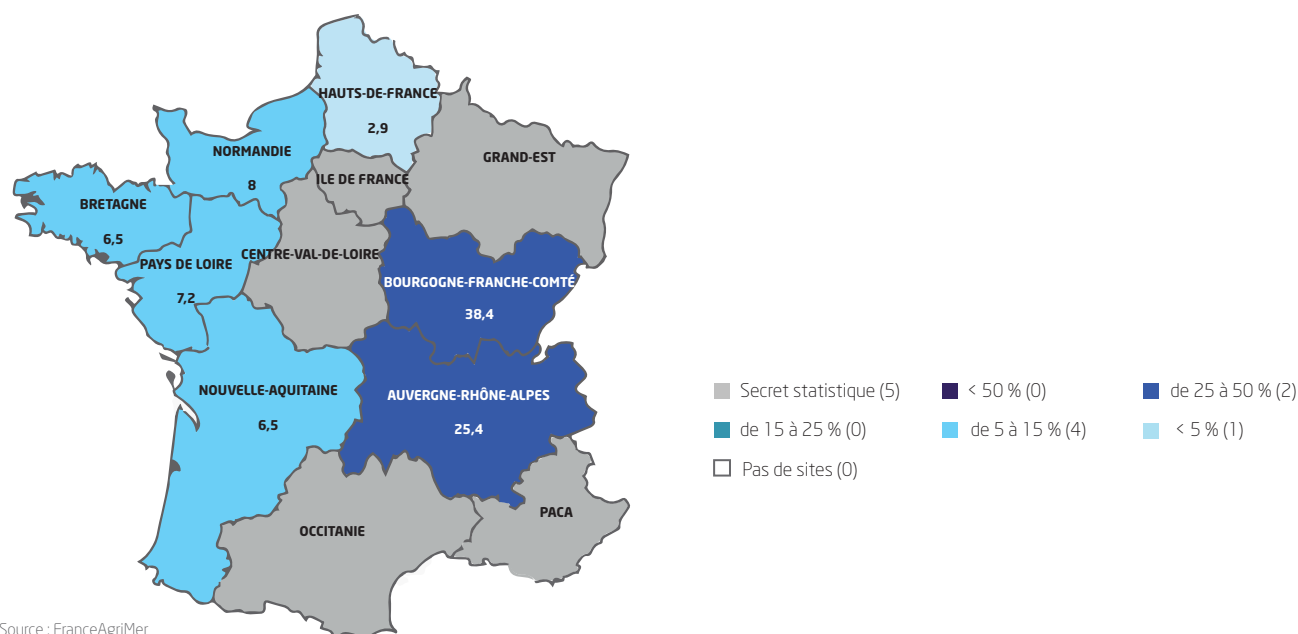 HAUTS-DE-FRANCE
2,9
NORMANDIE
8
GRAND-EST
ILE DE FRANCE
BRETAGNE
6,5
CENTRE-VAL-DE-LOIRE
PAYS DE LOIRE
7,2
BOURGOGNE-FRANCHE-COMTÉ
38,4
NOUVELLE-AQUITAINE
6,5
AUVERGNE-RHÔNE-ALPES
25,4
OCCITANIE
PACA
Secret statistique (5)
< 50 % (0)
de 25 à 50 % (2)
de 15 à 25 % (0)
de 5 à 15 % (4)
< 5 % (1)
Pas de sites (0)
Source : FranceAgriMer